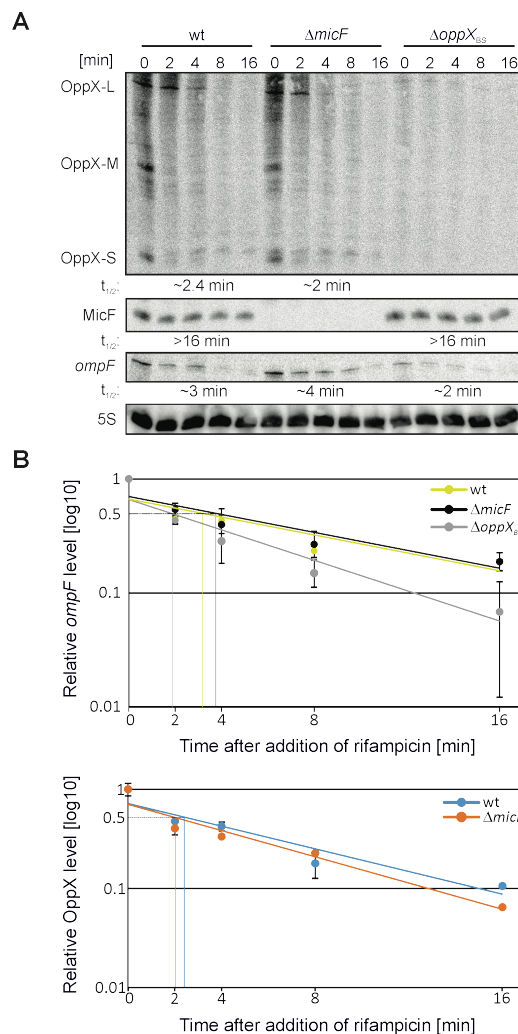 A
wt ΔmicF ΔoppX BS
[min] 0 2 4 8 16 0 2 4 8 16 0 2 4 8 16
OppX-L
OppX-M
OppX-S
t1/2: ~2.4 min ~2 min
MicF
t1/2: >16 min >16 min
ompF
t1/2: ~3 min ~4 min ~2 min
5S
B
Relative ompF level [log10]
1
0.5
0.1
0.01
wt
ΔmicF
ΔoppX B
0 2 4 8 16
Time after addition of rifampicin [min]
Relative OppX level [log10]
1
0.5
0.1
0.01
wt
Δmic
0 2 4 8 16
Time after addition of rifampicin [min]